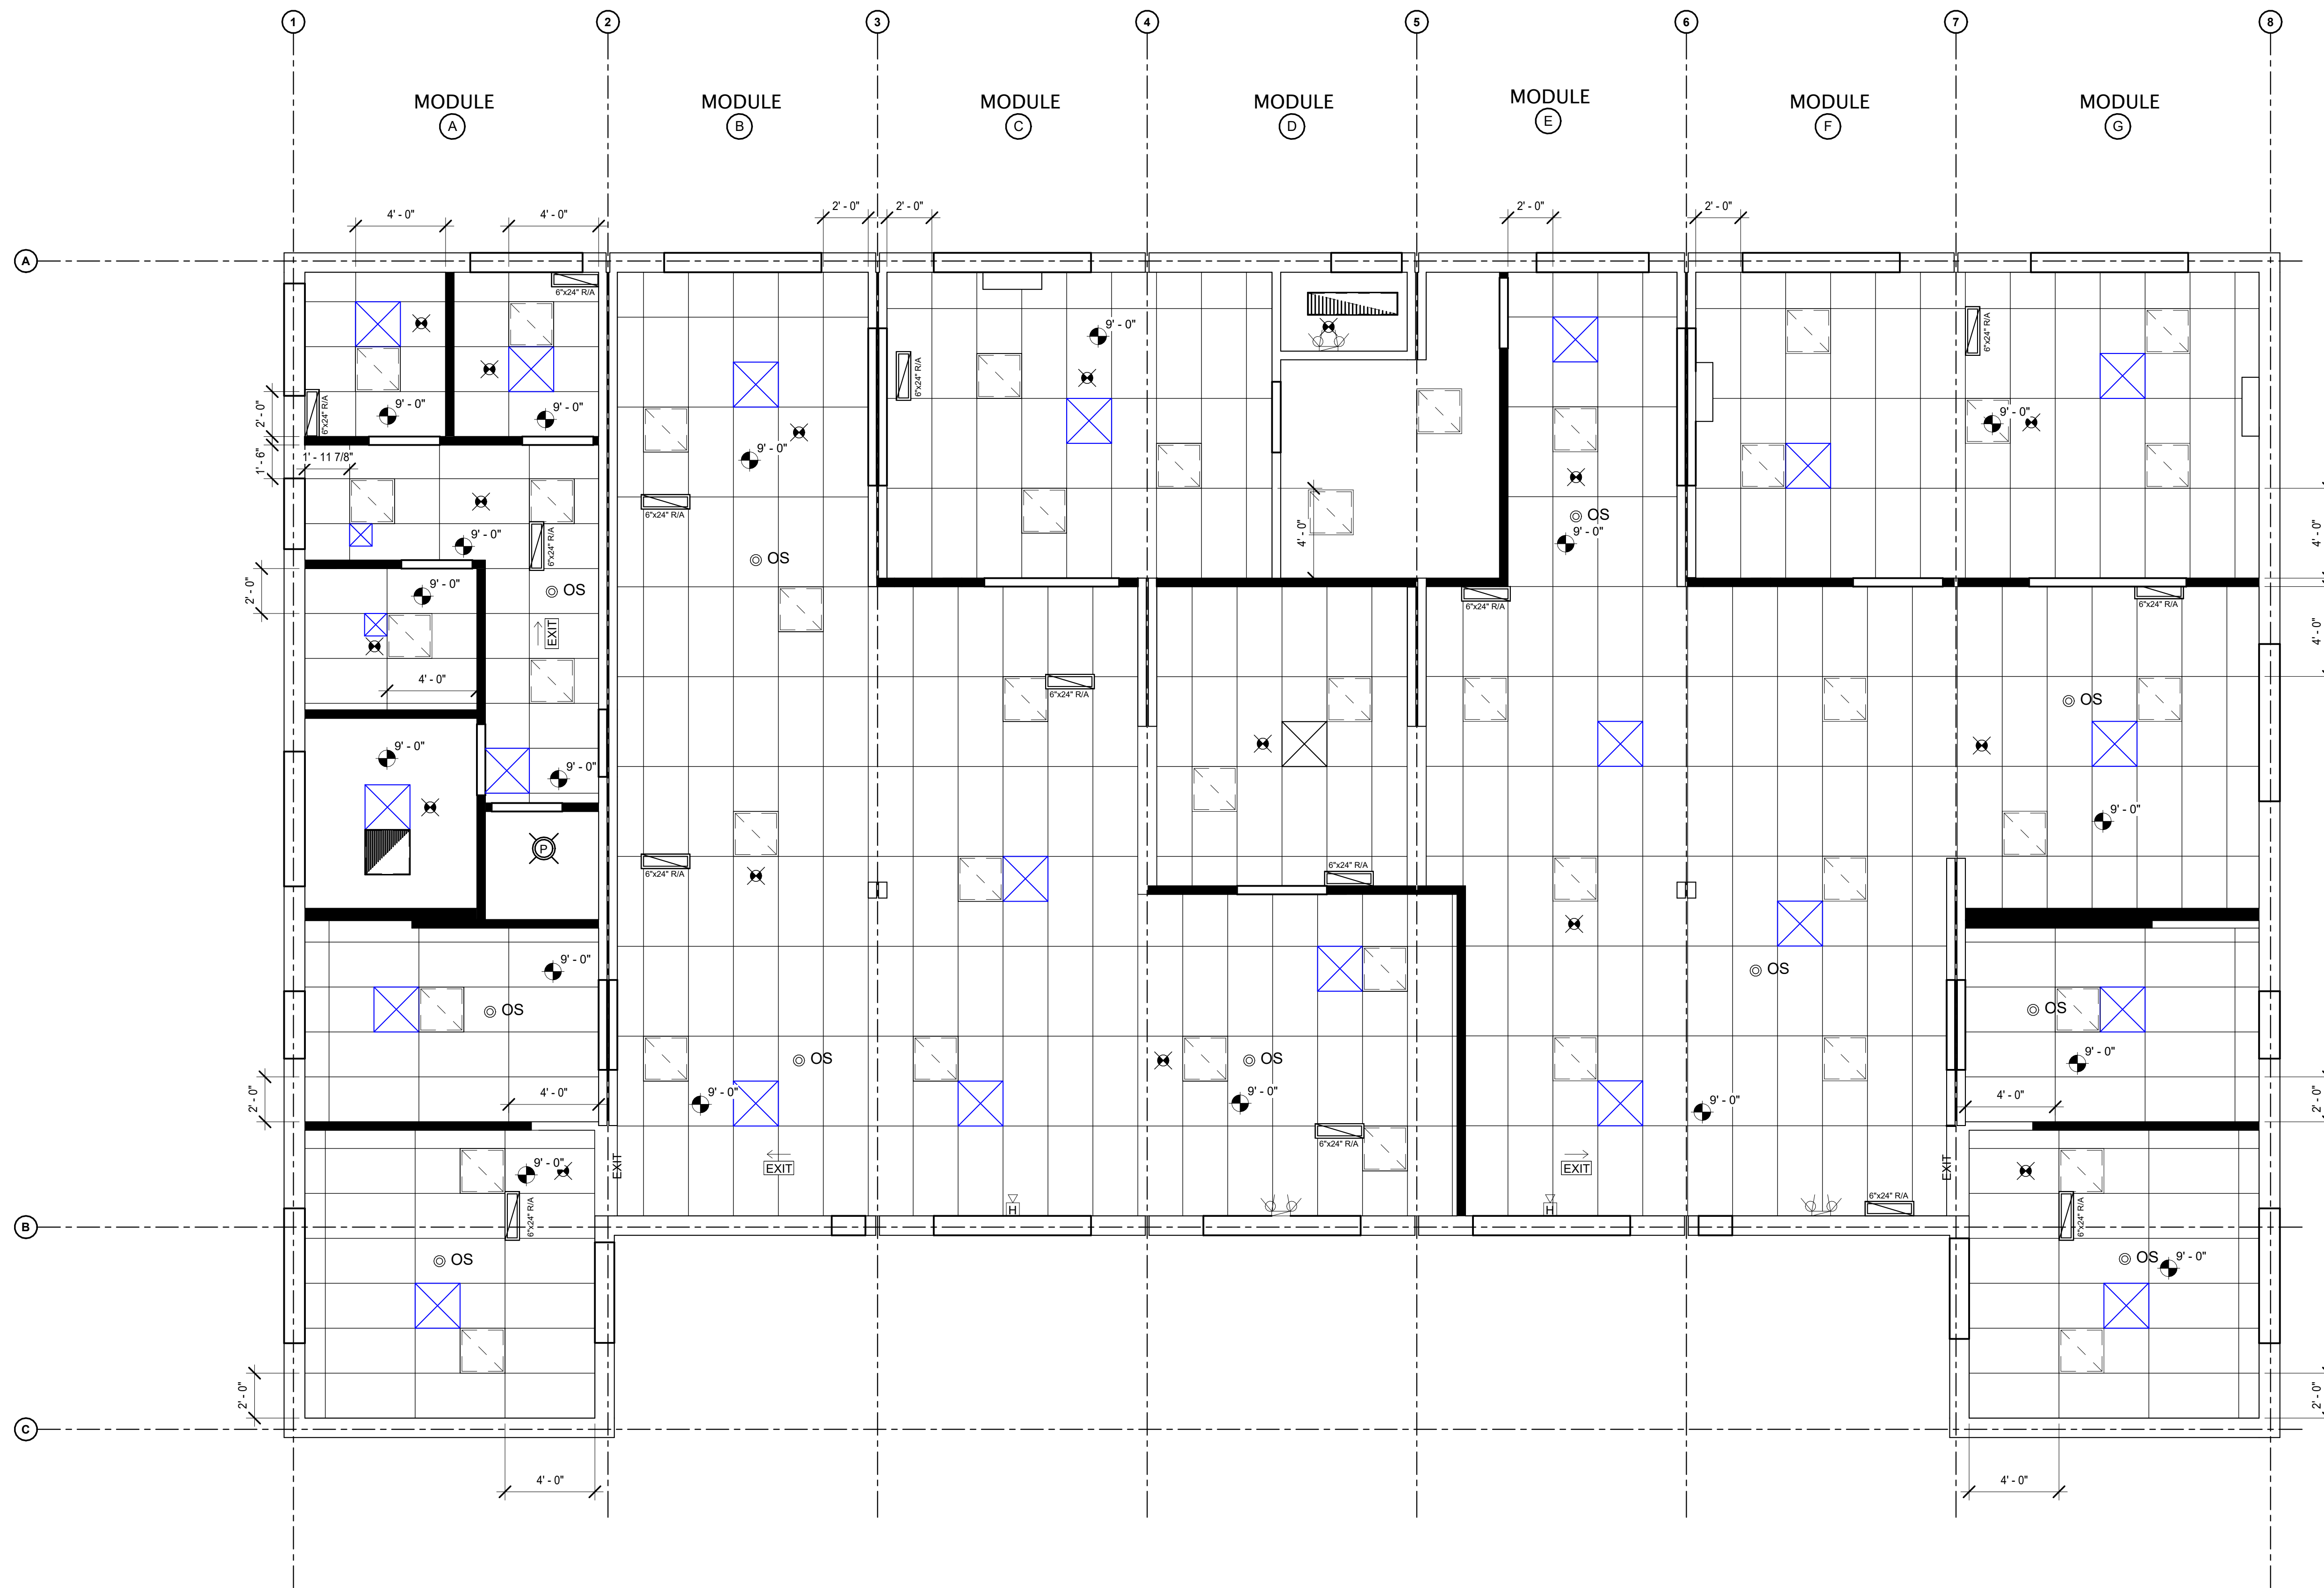 1 2 3 4 5 6 7 8
MODULE MODULE MODULE MODULE MODULE MODULE MODULE
A B C D E F G
2' - 0" 2' - 0" 2' - 0" 2' - 0"
4' - 0" 4' - 0"
A
6"x24" R/A
6"x24" R/A
9' - 0"
6"x24" R/A
9' - 0" 9' - 0"
6"x24" R/A
9' - 0"
2' - 0"
9' - 0"
1' - 6"
1' - 11 7/8"
6"x24" R/A
OS
9' - 0"
9' - 0"
6"x24" R/A
4' - 0"
4' - 0"
OS
2' - 0"
9' - 0"
OS
6"x24" R/A
6"x24" R/A
EXIT
4' - 0"
4' - 0"
6"x24" R/A
OS
9' - 0"
9' - 0"
9' - 0"
P
6"x24" R/A
6"x24" R/A
9' - 0"
OS
OS
OS
OS
OS
9' - 0"
2' - 0"
4' - 0"
9' - 0"
9' - 0"
9' - 0"
4' - 0"
2' - 0"
6"x24" R/A
9' - 0"
EXIT
EXIT
EXIT
EXIT
6"x24" R/A
H
H
6"x24" R/A
6"x24" R/A
B
OS
OS
9' - 0"
2' - 0"
2' - 0"
C
4' - 0"
4' - 0"